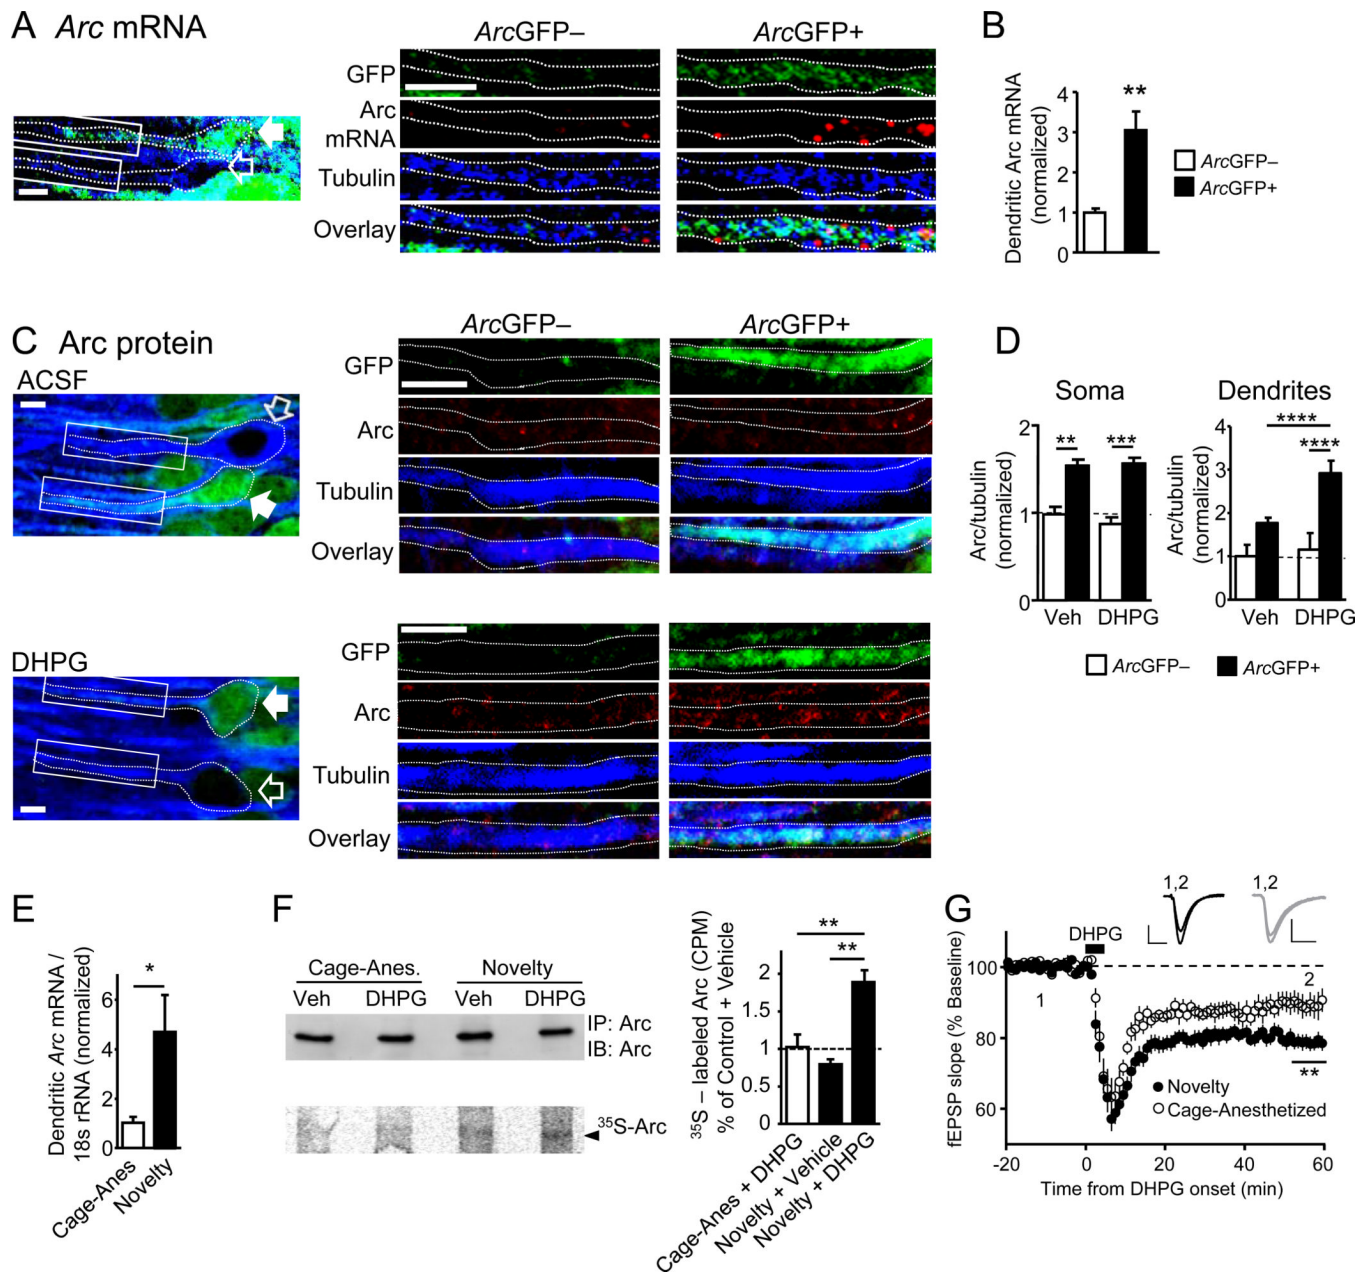 A Arc mRNA
ArcGFP–
ArcGFP+
GFP
Arc
mRNA
Tubulin
Overlay
B
Dendritic Arc mRNA
(normalized)
4
3
2
1
0
**
ArcGFP–
ArcGFP+
C Arc protein
ACSF
ArcGFP–
ArcGFP+
GFP
Arc
Tubulin
Overlay
DHPG
GFP
Arc
Tubulin
Overlay
D
Soma
Arc/tubulin
(normalized)
2
1
0
**
***
Veh
DHPG
Dendrites
Arc/tubulin
(normalized)
4
3
2
1
0
****
****
Veh
DHPG
ArcGFP–
ArcGFP+
E
Dendritic Arc mRNA /
18s rRNA (normalized)
6
4
2
0
*
Cage-Anes
Novelty
F
Cage-Anes.
Novelty
Veh
DHPG
Veh
DHPG
IP: Arc
IB: Arc
35S-Arc
35S – labeled Arc (CPM)
% of Control + Vehicle
2
1.5
1
0.5
0
**
**
Cage-Anes + DHPG
Novelty + Vehicle
Novelty + DHPG
G
1,2
1,2
DHPG
fEPSP slope (% Baseline)
100
80
60
1
2
**
Novelty
Cage-Anesthetized
-20
0
20
40
60
Time from DHPG onset (min)